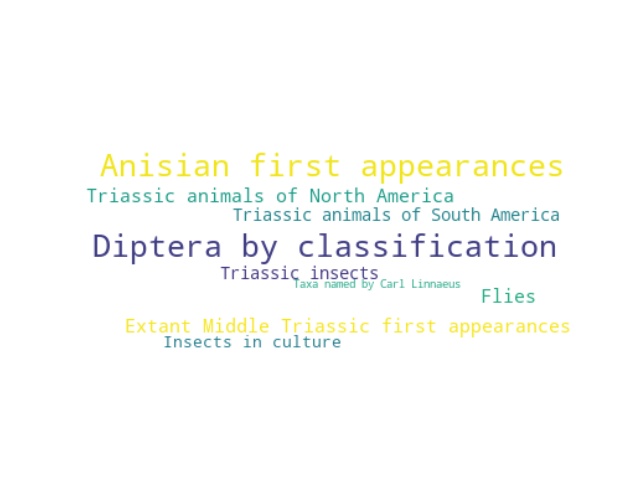 Anisian first appearances
Triassic animals of North America
Triassic animals of South America
Diptera by classification
Triassic insects
Taxa named by Carl Linnaeus
Flies
Extant Middle Triassic first appearances
Insects in culture